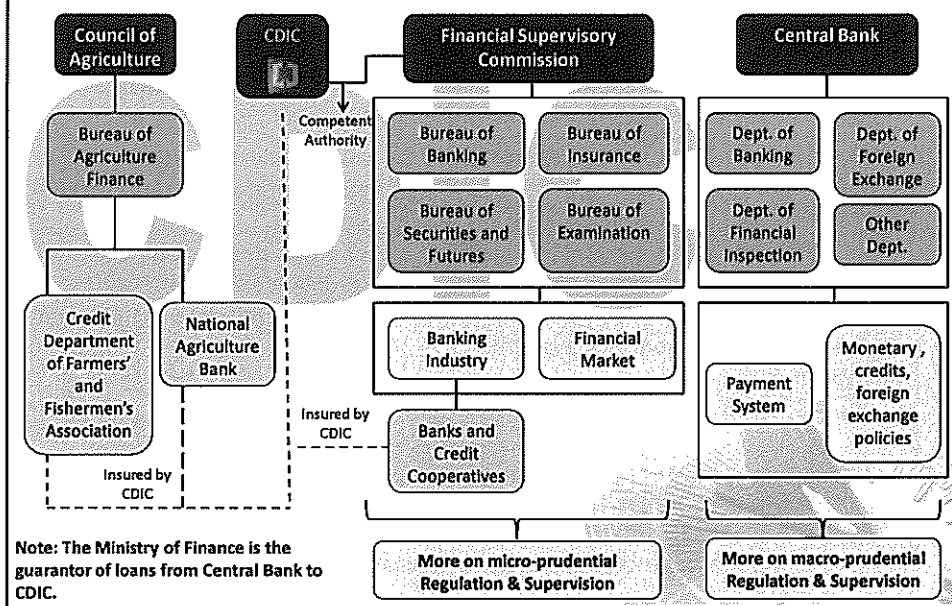 Council of
Agriculture
CDIC
Financial Supervisory
Commission
Central Bank
Competent
Authority
Bureau of
Agriculture
Finance
Bureau of
Banking
Bureau of
Insurance
Bureau of
Securities and
Futures
Bureau of
Examination
Dept. of
Banking
Dept. of
Foreign
Exchange
Dept. of
Financial
Inspection
Other
Dept.
Credit
Department
of Farmers'
and
Fishermen's
Association
National
Agriculture
Bank
Banking
Industry
Financial
Market
Payment
System
Monetary ,
credits,
foreign
exchange
policies
Insured by
CDIC
Banks and
Credit
Cooperatives
Insured by
CDIC
Note: The Ministry of Finance is the
guarantor of loans from Central Bank to
CDIC.
More on micro-prudential
Regulation & Supervision
More on macro-prudential
Regulation & Supervision
CDIC